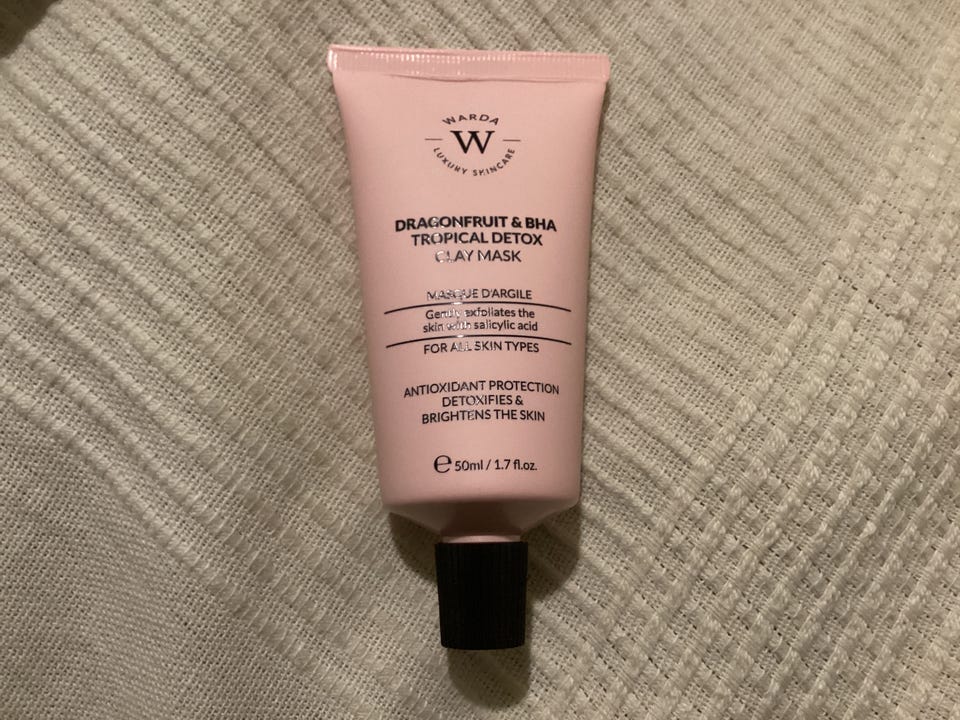 WARDA
W
LUXURY SKINCARE
DRAGONFRUIT & BHA
TROPICAL DETOX
CLAY MASK
MASQUE D'ARGILE
Gently exfoliates the
skin with salicylic acid
FOR ALL SKIN TYPES
ANTIOXIDANT PROTECTION
DETOXIFIES &
BRIGHTENS THE SKIN
℮ 50ml / 1.7 fl.oz.